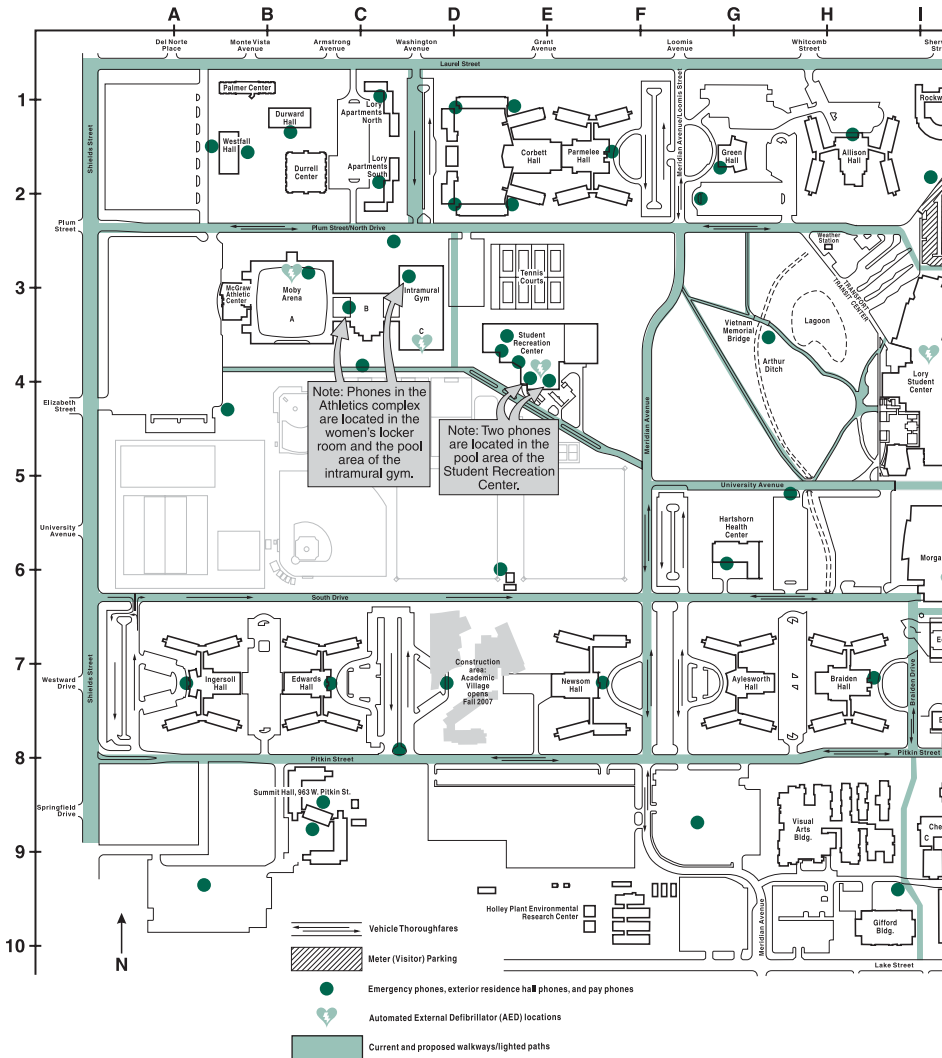 A B C D E F G H I
Del Norte
Place
Monte Vista
Avenue
Armstrong
Avenue
Washington
Avenue
Grant
Avenue
Loomis
Avenue
Whitcomb
Street
Laurel Street
1
Palmer Center
Durward
Hall
Westfall
Hall
Durrell
Center
Lory
Apartments
North
Lory
Apartments
South
Corbett
Hall
Parmelee
Hall
Meridian Avenue/Loomis Street
Green
Hall
Allison
Hall
Shields Street
2
Plum
Street
Plum Street/North Drive
Weather
Station
TRANSPORT
TRANSIT CENTER
3
McGraw
Athletic
Center
Moby
Arena
A
B
Intramural
Gym
C
Tennis
Courts
Student
Recreation
Center
Vietnam
Memorial
Bridge
Lagoon
Arthur
Ditch
Lory
Student
Center
4
Elizabeth
Street
Note: Phones in the
Athletics complex
are located in the
women's locker
room and the pool
area of the
intramural gym.
Note: Two phones
are located in the
pool area of the
Student Recreation
Center.
Meridian Avenue
5
University Avenue
University
Avenue
Hartshorn
Health
Center
6
South Drive
7
Westward
Drive
Shields Street
Ingersoll
Hall
Edwards
Hall
Construction
area:
Academic
Village
opens
Fall 2007
Newsom
Hall
Aylesworth
Hall
Braiden
Hall
Braiden Drive
8
Pitkin Street
Pitkin Street
Springfield
Drive
Summit Hall, 963 W. Pitkin St.
Visual
Arts
Bldg.
C
9
Holley Plant Environmental
Research Center
Meridian Avenue
Gifford
Bldg.
10
N
Lake Street
Vehicle Thoroughfares
Meter (Visitor) Parking
Emergency phones, exterior residence hall phones, and pay phones
Automated External Defibrillator (AED) locations
Current and proposed walkways/lighted paths